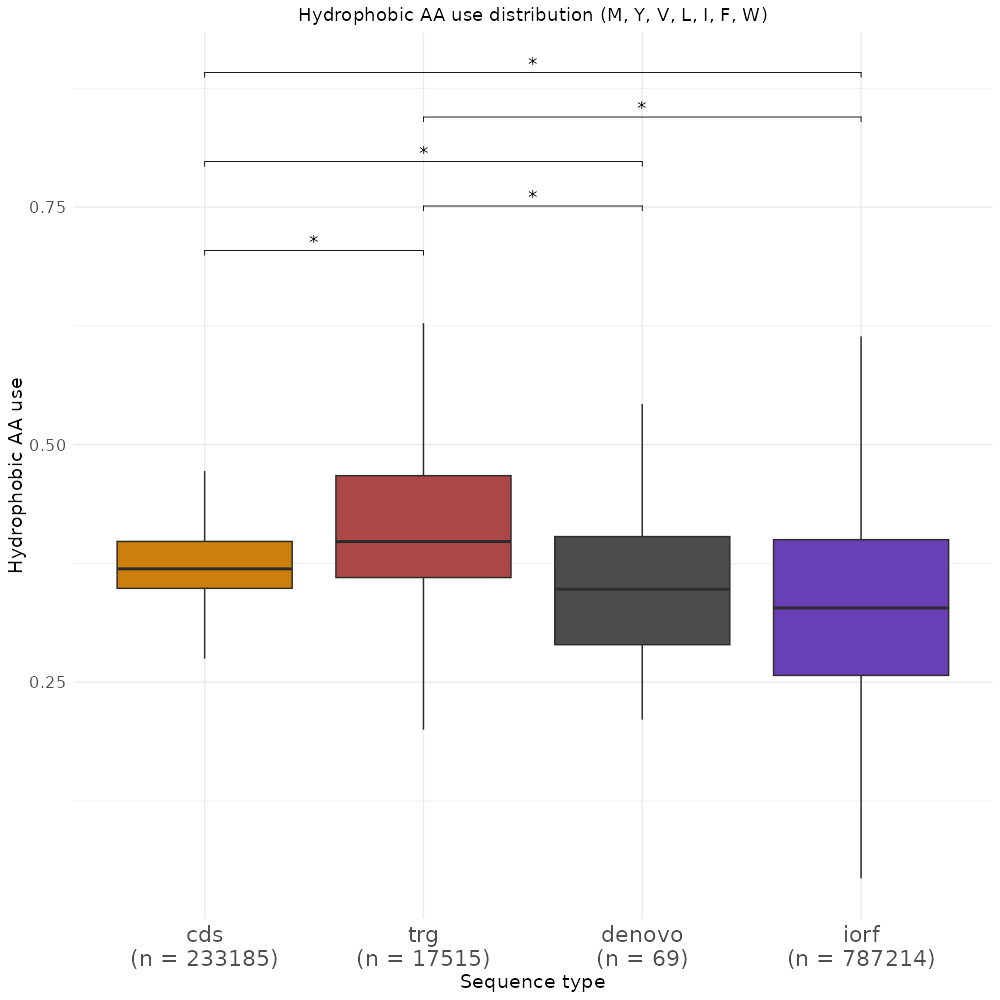 Hydrophobic AA use distribution (M, Y, V, L, I, F, W)
*
*
*
*
*
0.75
0.50
0.25
Hydrophobic AA use
cds
(n = 233185)
trg
(n = 17515)
denovo
(n = 69)
iorf
(n = 787214)
Sequence type